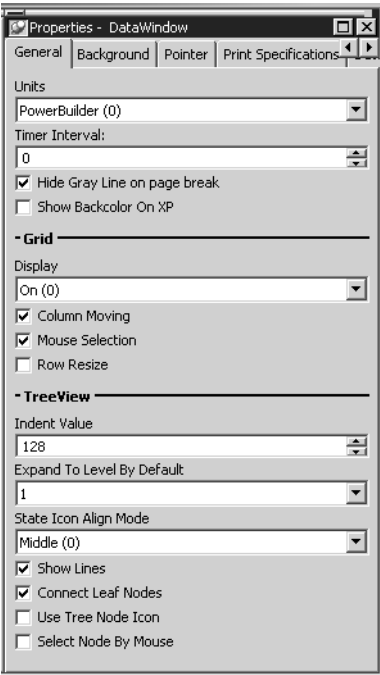 Properties - DataWindow
General Background Pointer Print Specifications
Units
PowerBuilder (0)
Timer Interval:
0
Hide Gray Line on page break
Show Backcolor On XP
- Grid
Display
On (0)
Column Moving
Mouse Selection
Row Resize
- TreeView
Indent Value
128
Expand To Level By Default
1
State Icon Align Mode
Middle (0)
Show Lines
Connect Leaf Nodes
Use Tree Node Icon
Select Node By Mouse